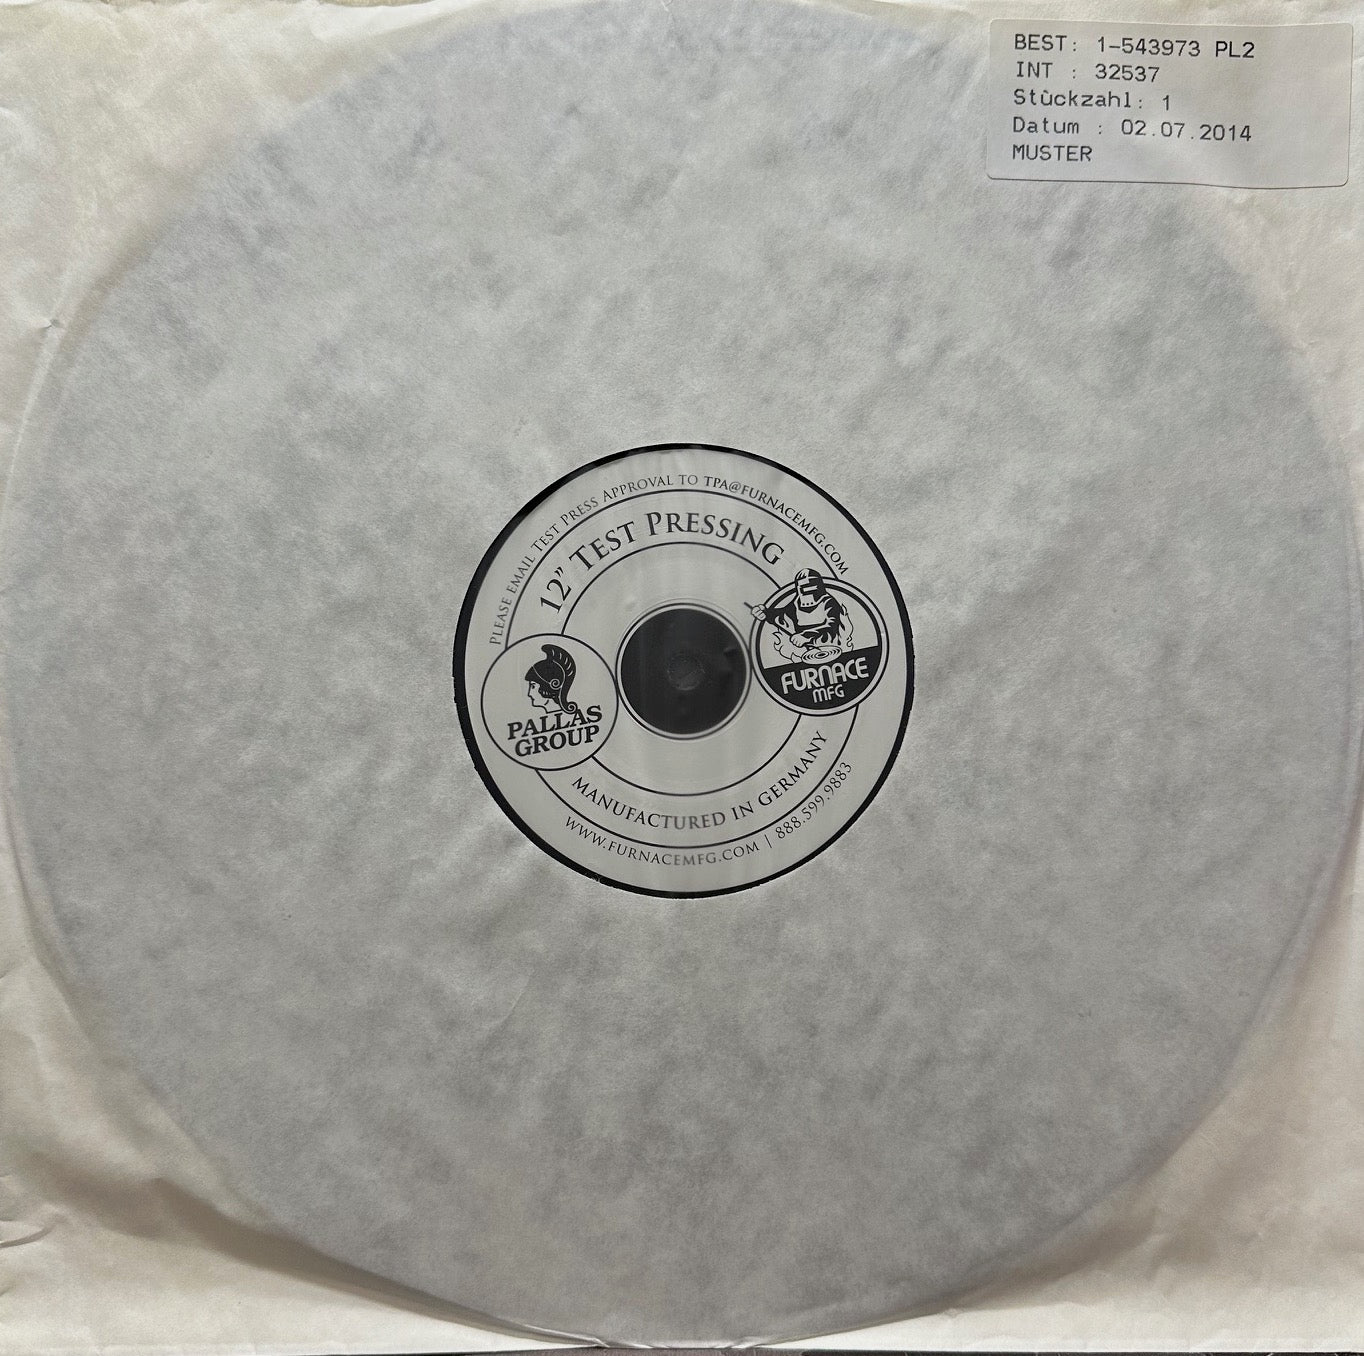 BEST: 1-543973 PL2
INT : 32537
Stùckzahl: 1
Datum : 02.07.2014
MUSTER
PLEASE EMAIL TEST PRESS APPROVAL TO TPA@FURNACEMFG.COM
12" TEST PRESSING
FURNACE
MFG
PALLAS
GROUP
MANUFACTURED IN GERMANY
WWW.FURNACEMFG.COM | 888.599.9883